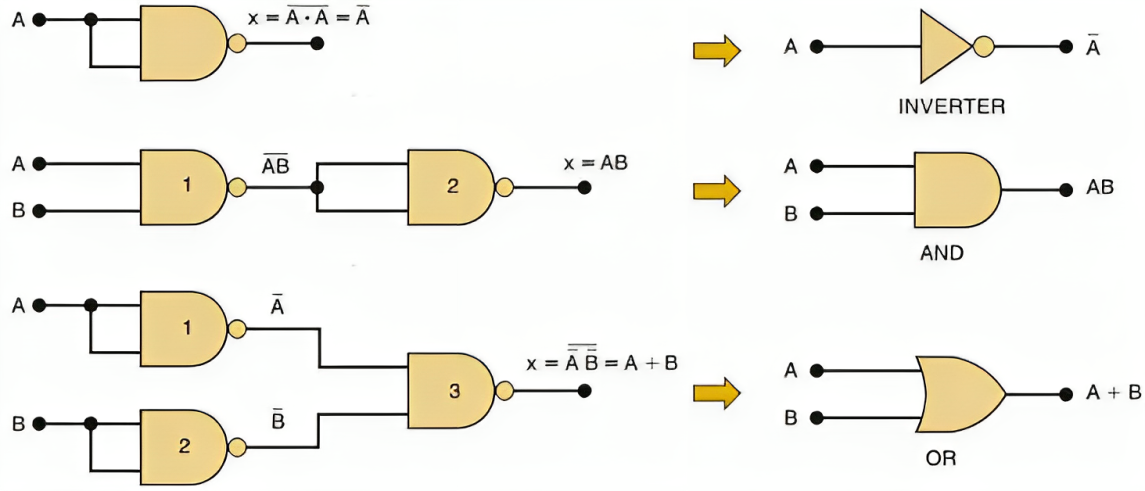 A x = A̅ ̅·̅ ̅A̅ = A̅
A A̅
INVERTER
A A̅B̅ x = AB
1 2
B
A AB
B
AND
A A̅
1
x = A̅̅ ̅B̅̅ = A + B
3
B B̅
2
A A + B
B
OR